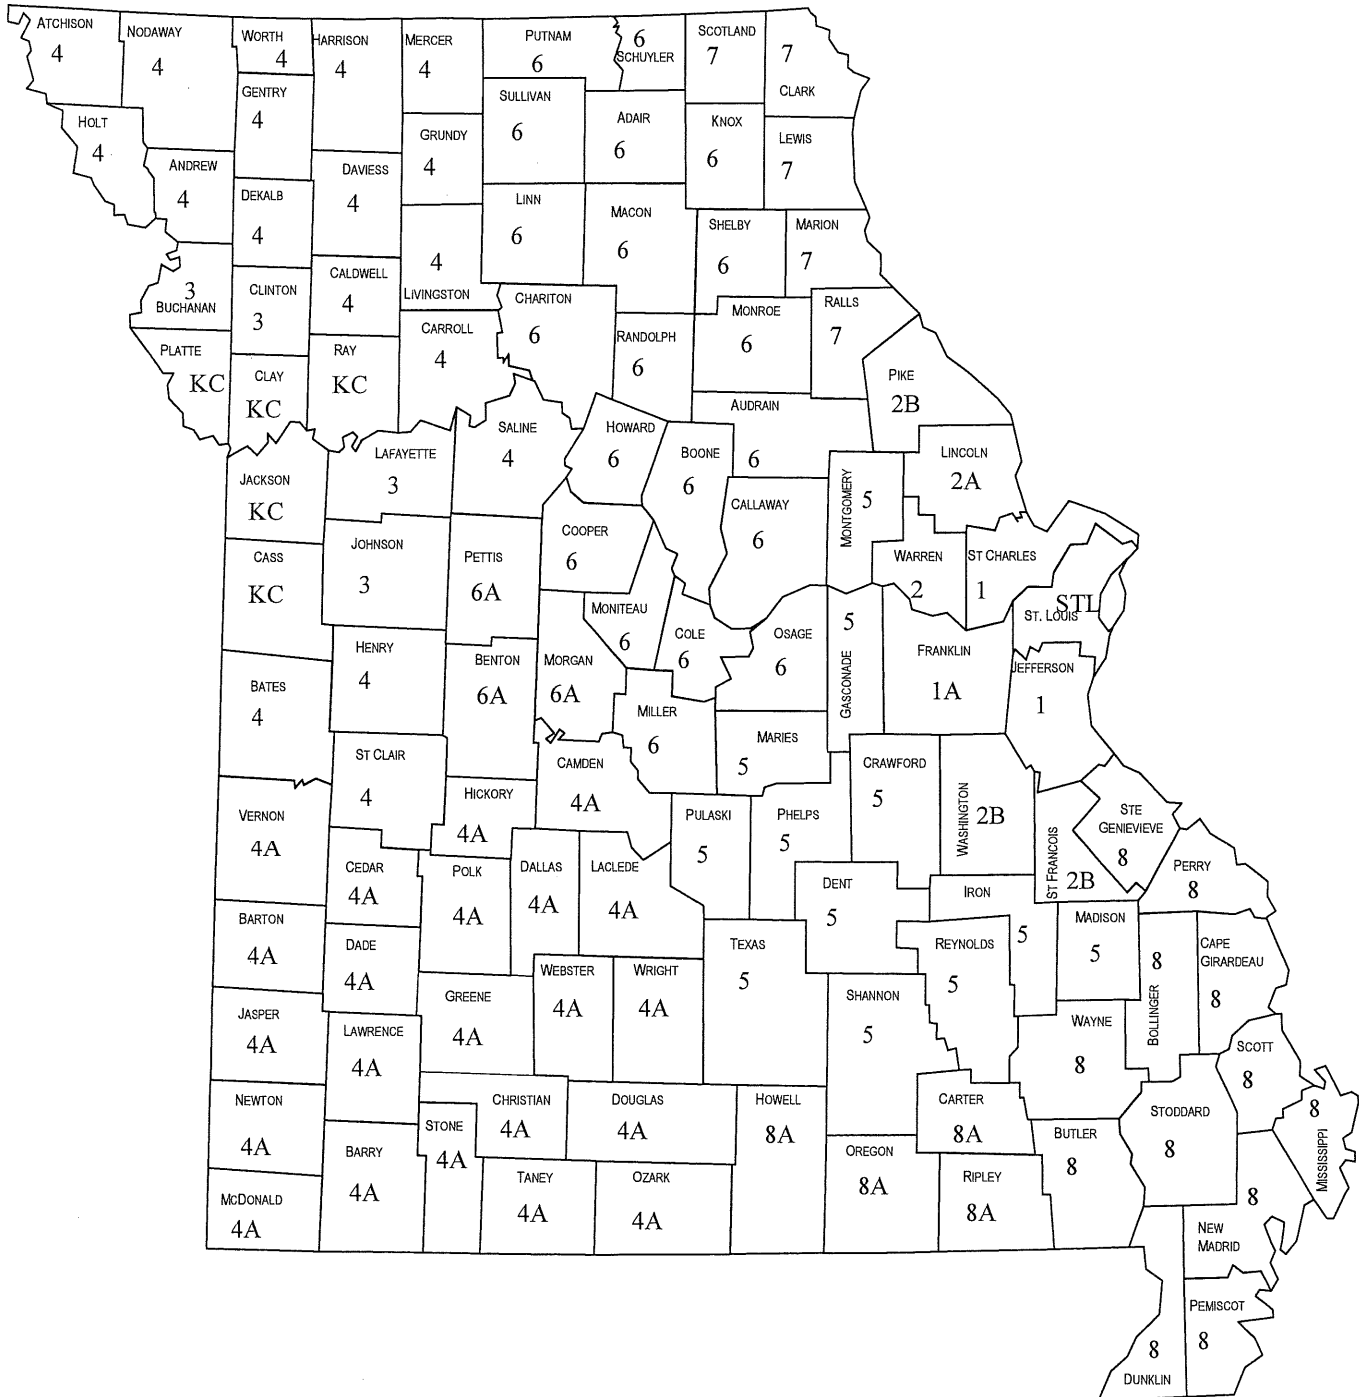 ATCHISON
4
NODAWAY
4
WORTH
4
HARRISON
4
MERCER
4
PUTNAM
6
6
SCHUYLER
SCOTLAND
7
7
CLARK
HOLT
4
GENTRY
4
SULLIVAN
6
ADAIR
6
KNOX
6
LEWIS
7
GRUNDY
4
ANDREW
4
DEKALB
4
DAVIESS
4
LINN
6
MACON
6
SHELBY
6
MARION
7
3
BUCHANAN
CLINTON
3
CALDWELL
4
4
LIVINGSTON
CHARITON
6
RANDOLPH
6
MONROE
6
RALLS
7
PLATTE
KC
CLAY
KC
RAY
KC
CARROLL
4
PIKE
2B
AUDRAIN
6
SALINE
4
HOWARD
6
BOONE
6
LINCOLN
2A
LAFAYETTE
3
JACKSON
KC
CALLAWAY
6
MONTGOMERY
5
COOPER
6
WARREN
2
ST CHARLES
1
CASS
KC
JOHNSON
3
PETTIS
6A
MONITEAU
6
COLE
6
OSAGE
6
GASCONADE
5
FRANKLIN
1A
ST. LOUIS
STL
JEFFERSON
1
BATES
4
HENRY
4
BENTON
6A
MORGAN
6A
MILLER
6
MARIES
5
ST CLAIR
4
CAMDEN
4A
CRAWFORD
5
WASHINGTON
2B
ST FRANCOIS
2B
STE
GENIEVIEVE
8
VERNON
4A
HICKORY
4A
PULASKI
5
PHELPS
5
PERRY
8
CEDAR
4A
POLK
4A
DALLAS
4A
LACLEDE
4A
DENT
5
IRON
5
MADISON
5
BARTON
4A
DADE
4A
TEXAS
5
REYNOLDS
5
BOLLINGER
8
CAPE
GIRARDEAU
8
JASPER
4A
LAWRENCE
4A
GREENE
4A
WEBSTER
4A
WRIGHT
4A
SHANNON
5
WAYNE
8
SCOTT
8
NEWTON
4A
BARRY
4A
STONE
4A
CHRISTIAN
4A
DOUGLAS
4A
HOWELL
8A
CARTER
8A
BUTLER
8
STODDARD
8
MISSISSIPPI
8
MCDONALD
4A
TANEY
4A
OZARK
4A
OREGON
8A
RIPLEY
8A
8
NEW
MADRID
PEMISCOT
8
8
DUNKLIN